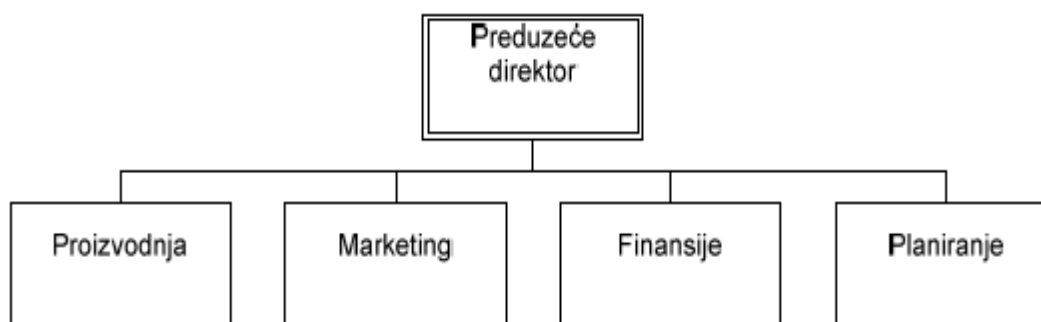 Preduzeće
direktor
Proizvodnja
Marketing
Finansije
Planiranje